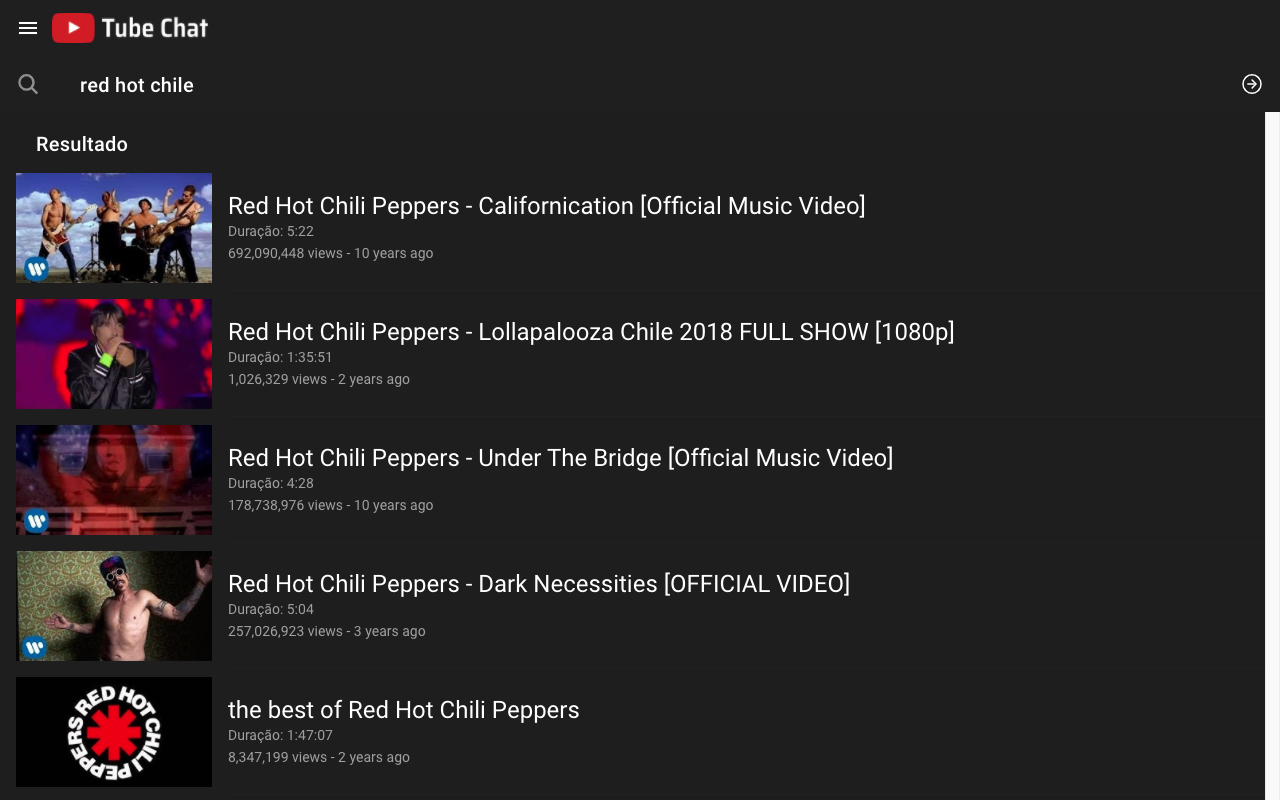 Tube Chat
red hot chile
Resultado
Red Hot Chili Peppers - Californication [Official Music Video]
Duração: 5:22
692,090,448 views - 10 years ago
Red Hot Chili Peppers - Lollapalooza Chile 2018 FULL SHOW [1080p]
Duração: 1:35:51
1,026,329 views - 2 years ago
Red Hot Chili Peppers - Under The Bridge [Official Music Video]
Duração: 4:28
178,738,976 views - 10 years ago
Red Hot Chili Peppers - Dark Necessities [OFFICIAL VIDEO]
Duração: 5:04
257,026,923 views - 3 years ago
RED HOT CHILI PEPPERS
the best of Red Hot Chili Peppers
Duração: 1:47:07
8,347,199 views - 2 years ago